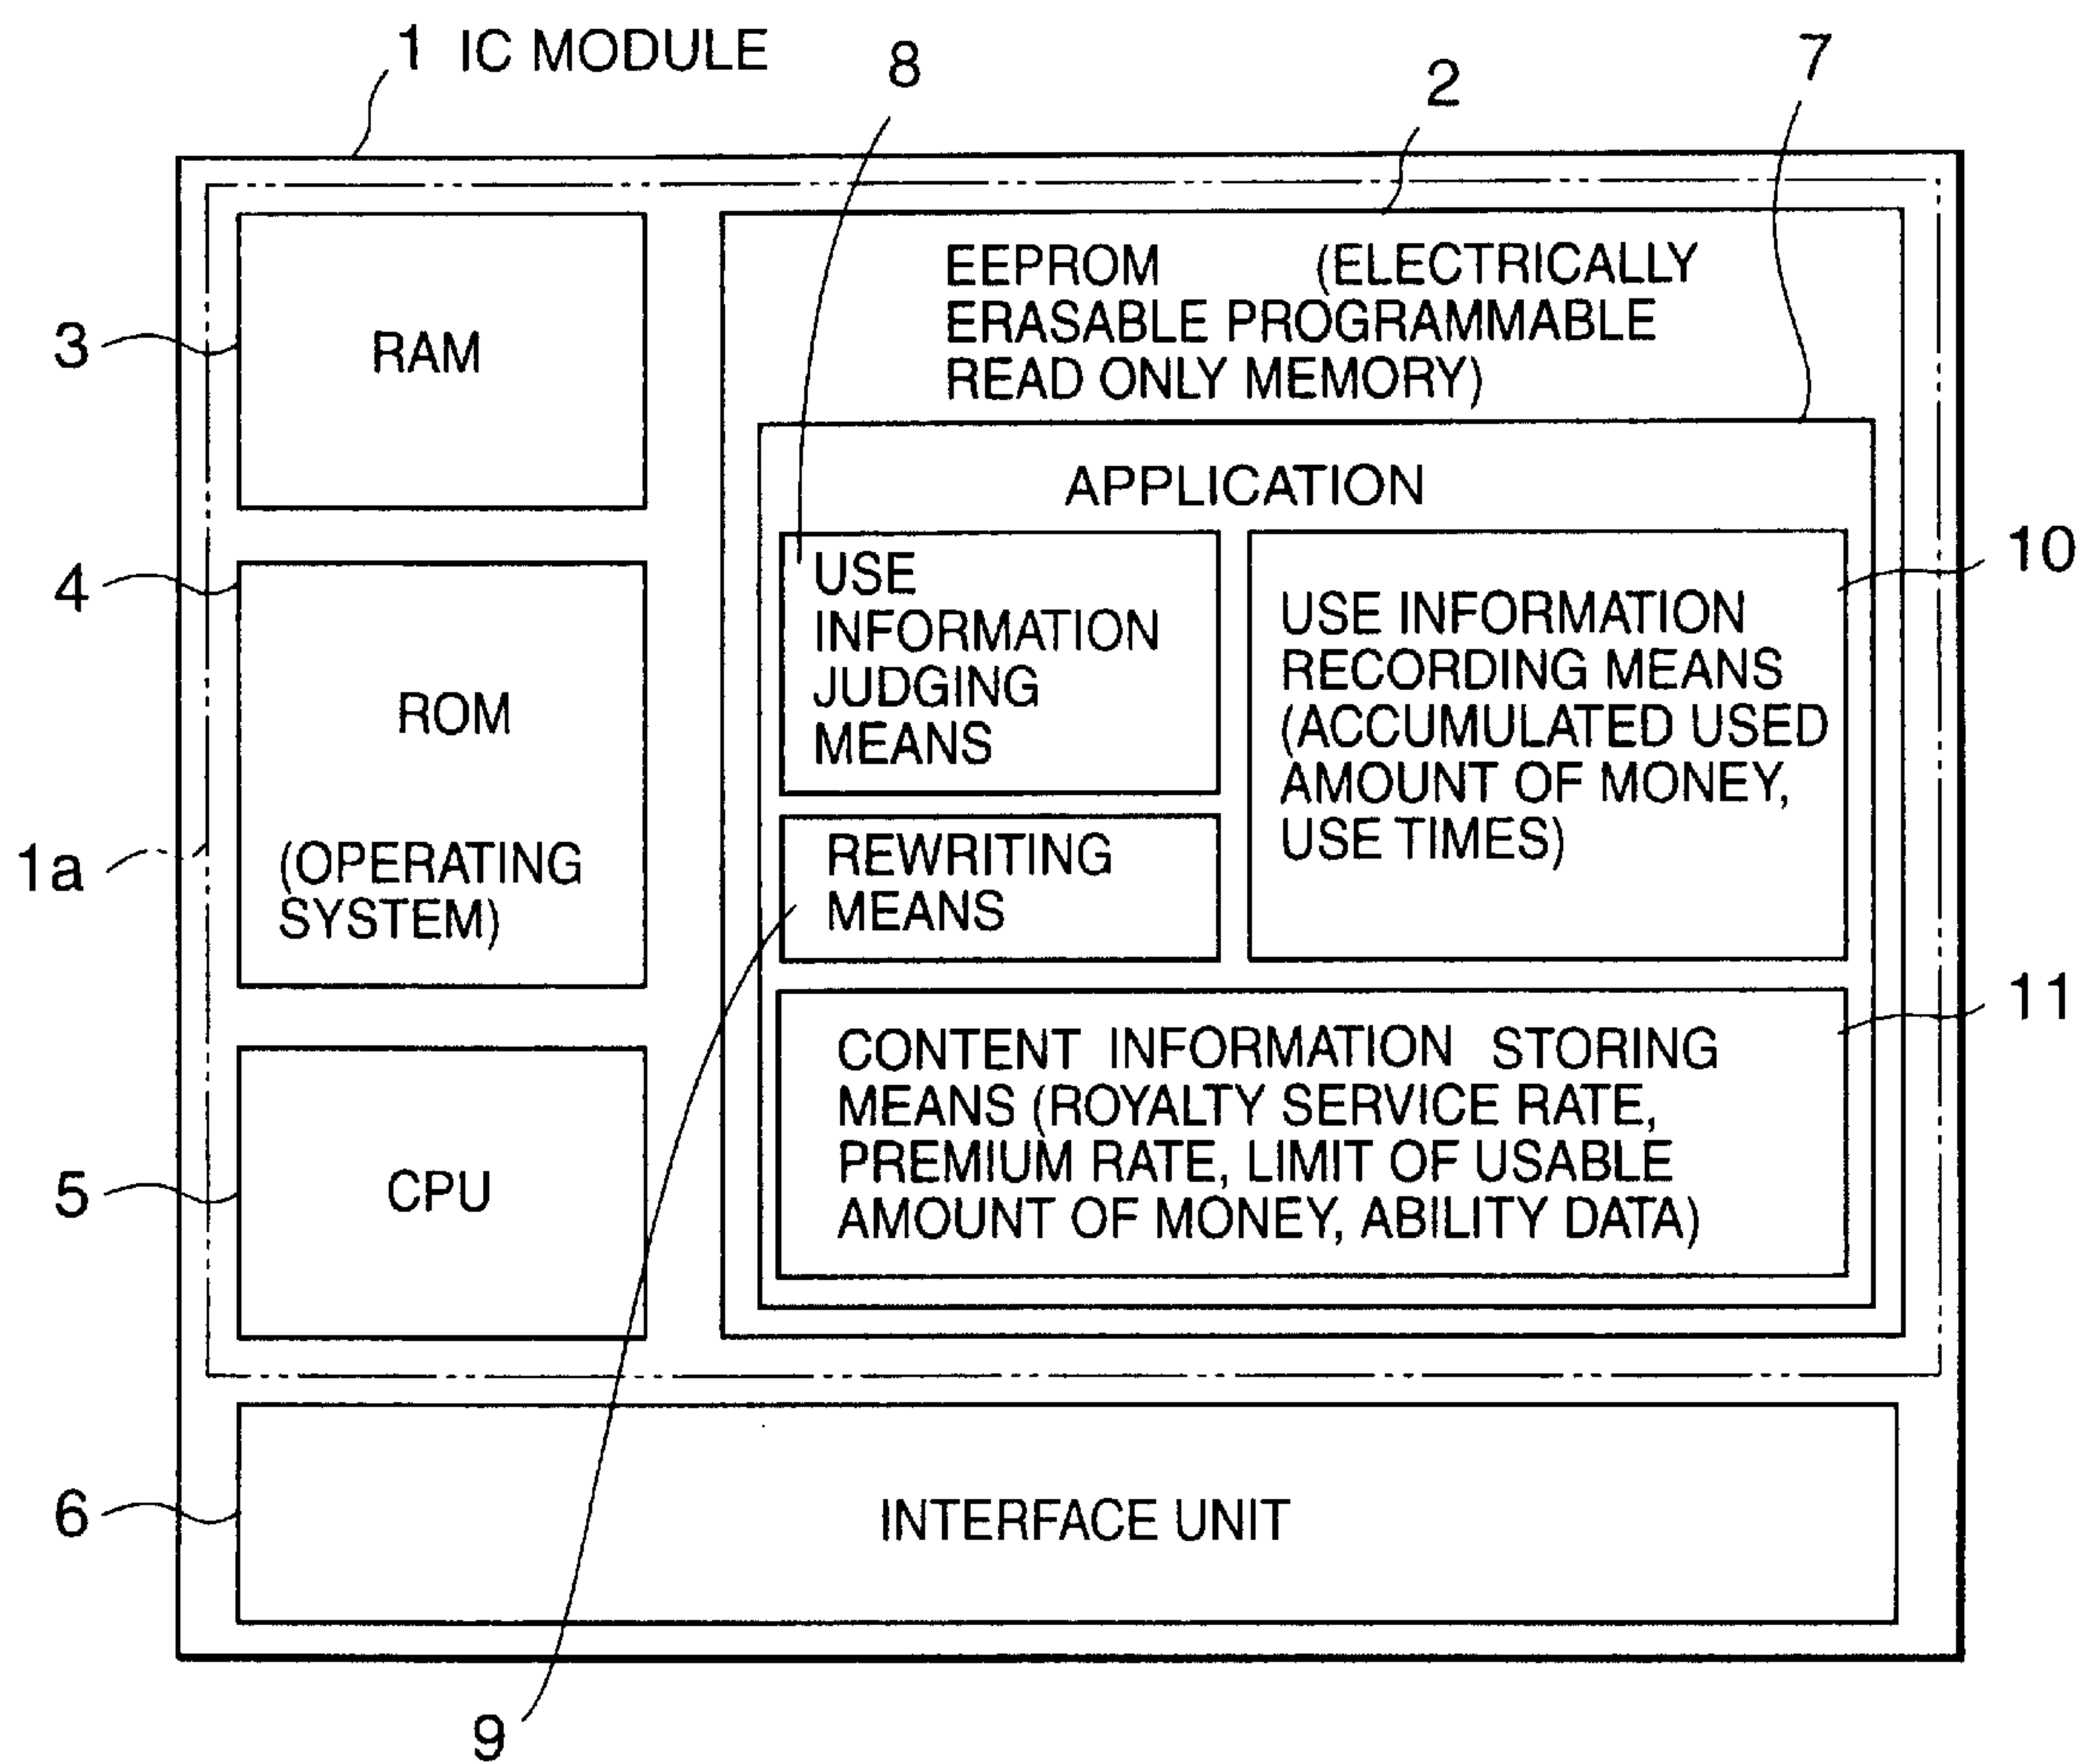 1 IC MODULE
8
2
7
EEPROM (ELECTRICALLY
ERASABLE PROGRAMMABLE
READ ONLY MEMORY)
3
RAM
APPLICATION
4
ROM
(OPERATING
SYSTEM)
1a
USE
INFORMATION
JUDGING
MEANS
10
USE INFORMATION
RECORDING MEANS
(ACCUMULATED USED
AMOUNT OF MONEY,
USE TIMES)
REWRITING
MEANS
11
CONTENT INFORMATION STORING
MEANS (ROYALTY SERVICE RATE,
PREMIUM RATE, LIMIT OF USABLE
AMOUNT OF MONEY, ABILITY DATA)
5
CPU
6
INTERFACE UNIT
9